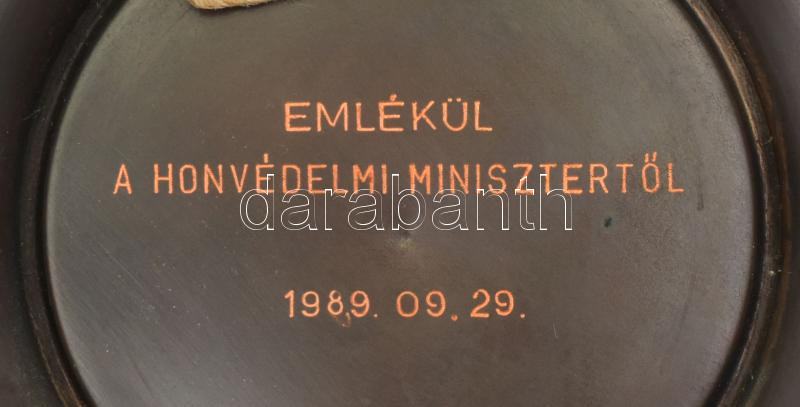 EMLÉKÜL
A HONVÉDELMI MINISZTERTŐL
darabanth
1989. 09. 29.